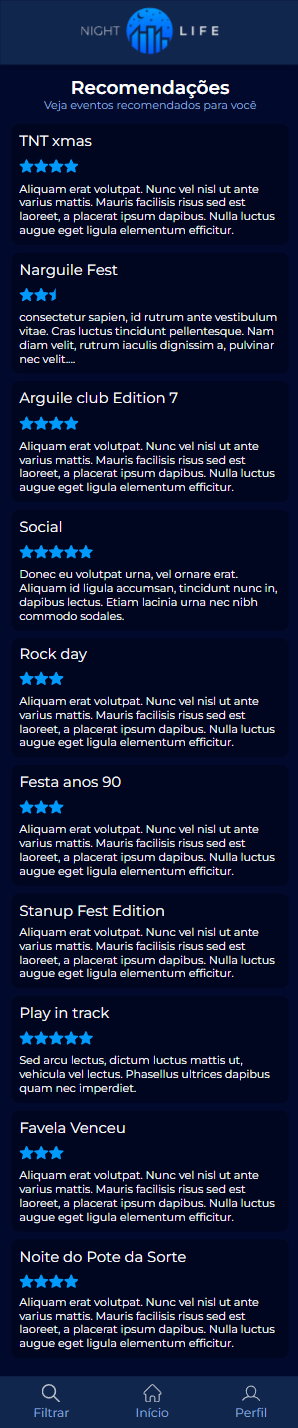 NIGHT LIFE
Recomendações
Veja eventos recomendados para você
TNT xmas
Aliquam erat volutpat. Nunc vel nisl ut ante
varius mattis. Mauris facilisis risus sed est
laoreet, a placerat ipsum dapibus. Nulla luctus
augue eget ligula elementum efficitur.
Narguile Fest
consectetur sapien, id rutrum ante vestibulum
vitae. Cras luctus tincidunt pellentesque. Nam
diam velit, rutrum iaculis dignissim a, pulvinar
nec velit....
Arguile club Edition 7
Aliquam erat volutpat. Nunc vel nisl ut ante
varius mattis. Mauris facilisis risus sed est
laoreet, a placerat ipsum dapibus. Nulla luctus
augue eget ligula elementum efficitur.
Social
Donec eu volutpat urna, vel ornare erat.
Aliquam id ligula accumsan, tincidunt nunc in,
dapibus lectus. Etiam lacinia urna nec nibh
commodo sodales.
Rock day
Aliquam erat volutpat. Nunc vel nisl ut ante
varius mattis. Mauris facilisis risus sed est
laoreet, a placerat ipsum dapibus. Nulla luctus
augue eget ligula elementum efficitur.
Festa anos 90
Aliquam erat volutpat. Nunc vel nisl ut ante
varius mattis. Mauris facilisis risus sed est
laoreet, a placerat ipsum dapibus. Nulla luctus
augue eget ligula elementum efficitur.
Stanup Fest Edition
Aliquam erat volutpat. Nunc vel nisl ut ante
varius mattis. Mauris facilisis risus sed est
laoreet, a placerat ipsum dapibus. Nulla luctus
augue eget ligula elementum efficitur.
Play in track
Sed arcu lectus, dictum luctus mattis ut,
vehicula vel lectus. Phasellus ultrices dapibus
quam nec imperdiet.
Favela Venceu
Aliquam erat volutpat. Nunc vel nisl ut ante
varius mattis. Mauris facilisis risus sed est
laoreet, a placerat ipsum dapibus. Nulla luctus
augue eget ligula elementum efficitur.
Noite do Pote da Sorte
Aliquam erat volutpat. Nunc vel nisl ut ante
varius mattis. Mauris facilisis risus sed est
laoreet, a placerat ipsum dapibus. Nulla luctus
augue eget ligula elementum efficitur.
Filtrar Início Perfil